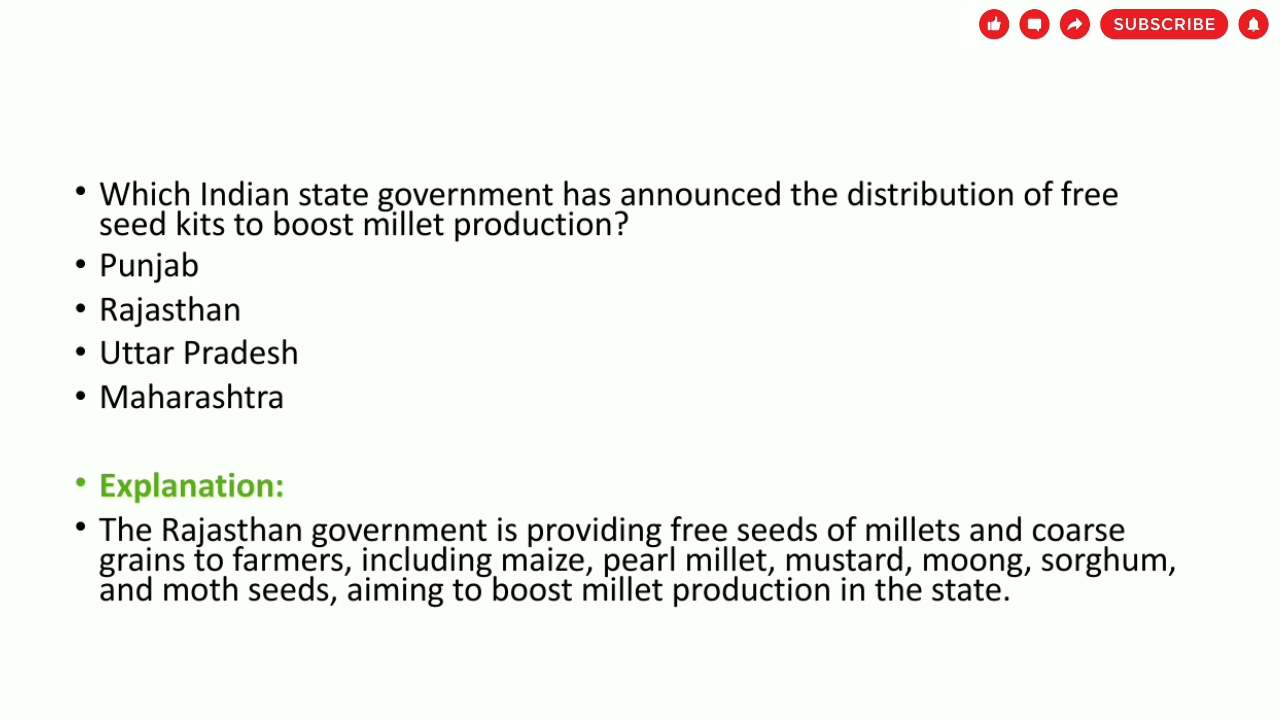 SUBSCRIBE
• Which Indian state government has announced the distribution of free
seed kits to boost millet production?
• Punjab
• Rajasthan
• Uttar Pradesh
• Maharashtra
• Explanation:
• The Rajasthan government is providing free seeds of millets and coarse
grains to farmers, including maize, pearl millet, mustard, moong, sorghum,
and moth seeds, aiming to boost millet production in the state.